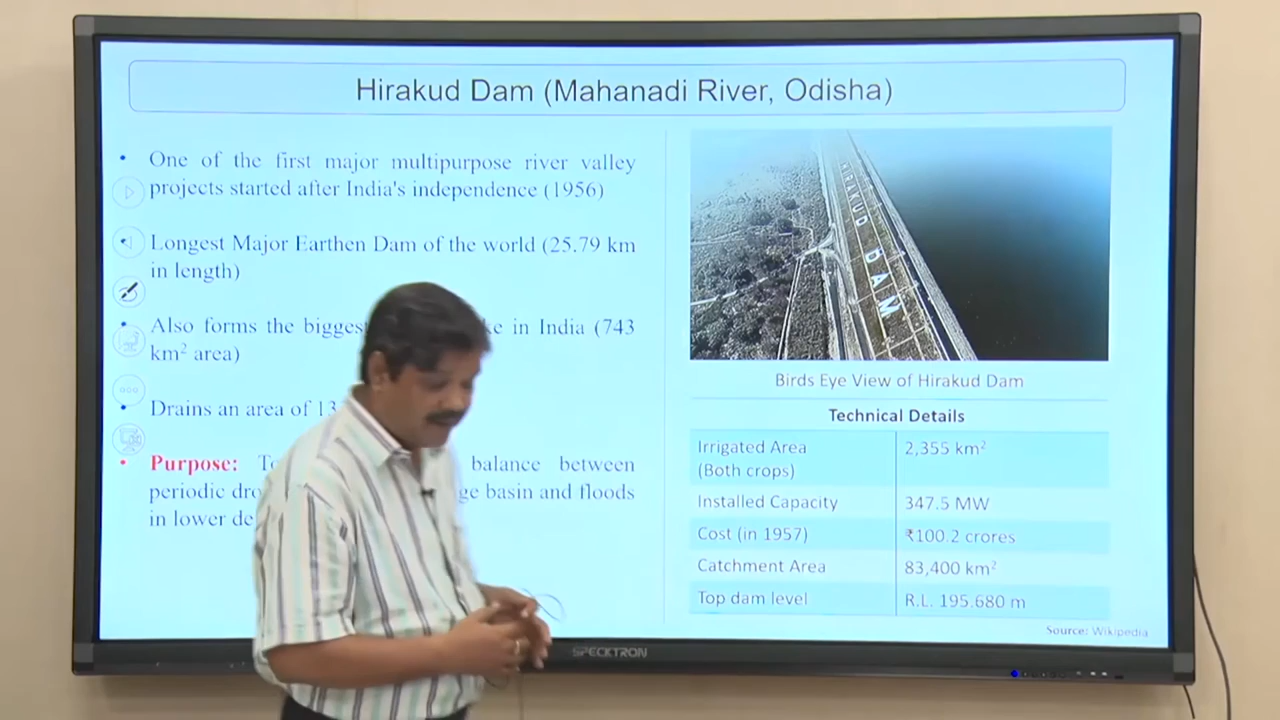 Hirakud Dam (Mahanadi River, Odisha)
• One of the first major multipurpose river valley
projects started after India's independence (1956)
Longest Major Earthen Dam of the world (25.79 km
in length)
• Also forms the biggest in India (743
km² area)
• Drains an area of
• Purpose: balance between
periodic basin and floods
in lower
HIRAKUD DAM
Birds Eye View of Hirakud Dam
Technical Details
Irrigated Area
(Both crops)
2,355 km²
Installed Capacity 347.5 MW
Cost (in 1957) ₹100.2 crores
Catchment Area 83,400 km²
Top dam level R.L. 195.680 m
Source: Wikipedia
SPECKTRON